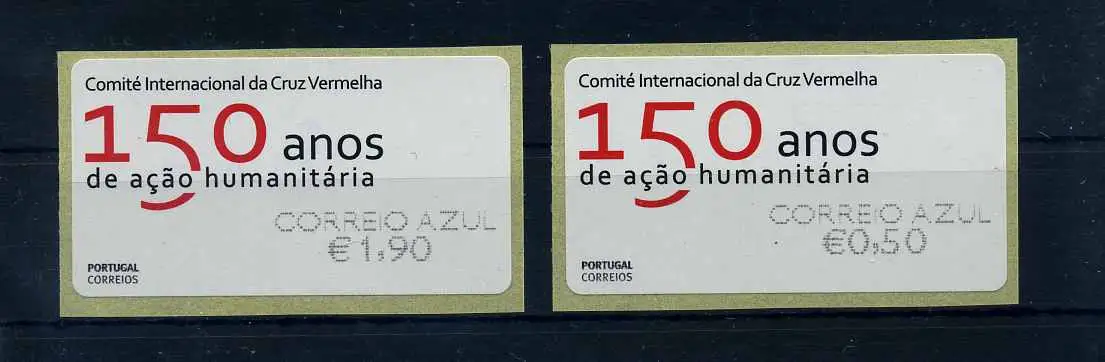 Comité Internacional da Cruz Vermelha
150 anos
de ação humanitária
CORREIO AZUL
€1,90
PORTUGAL
CORREIOS
Comité Internacional da Cruz Vermelha
150 anos
de ação humanitária
CORREIO AZUL
€0,50
PORTUGAL
CORREIOS